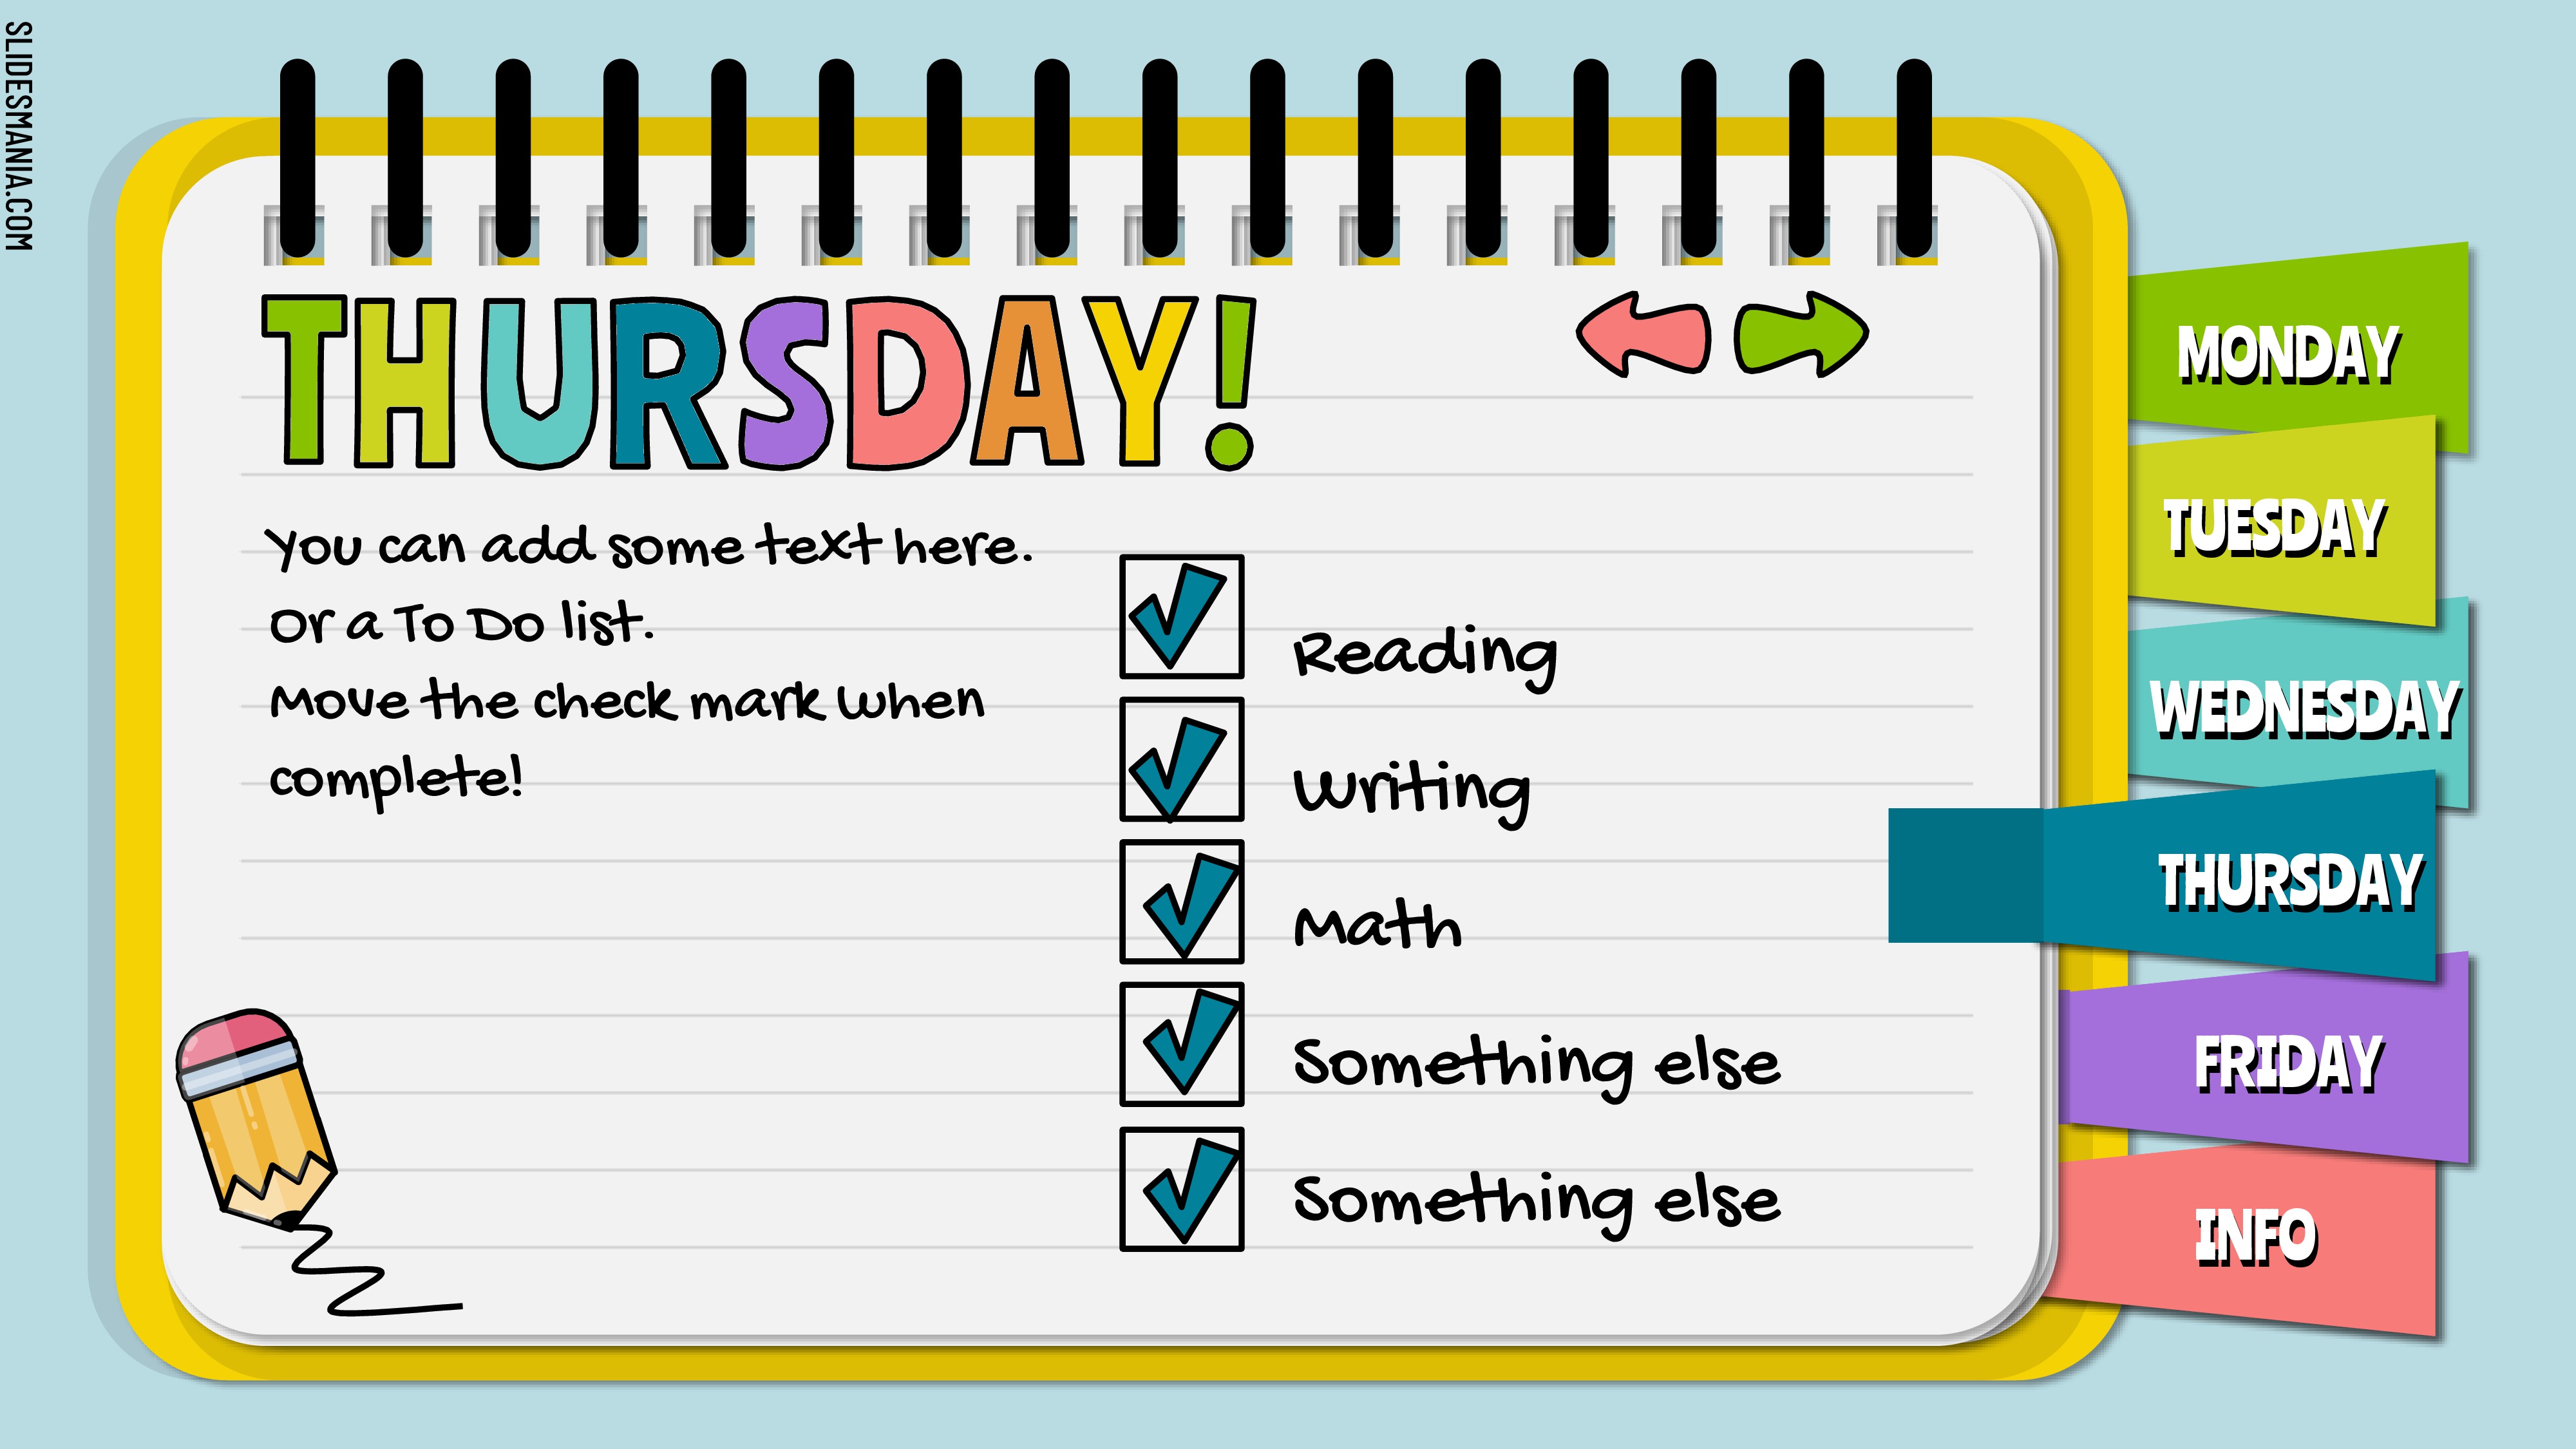 SLIDESMANIA.COM
THURSDAY!
You can add some text here.
Or a To Do list.
Move the check mark when
complete!
Reading
Writing
Math
Something else
Something else
MONDAY
TUESDAY
WEDNESDAY
THURSDAY
FRIDAY
INFO